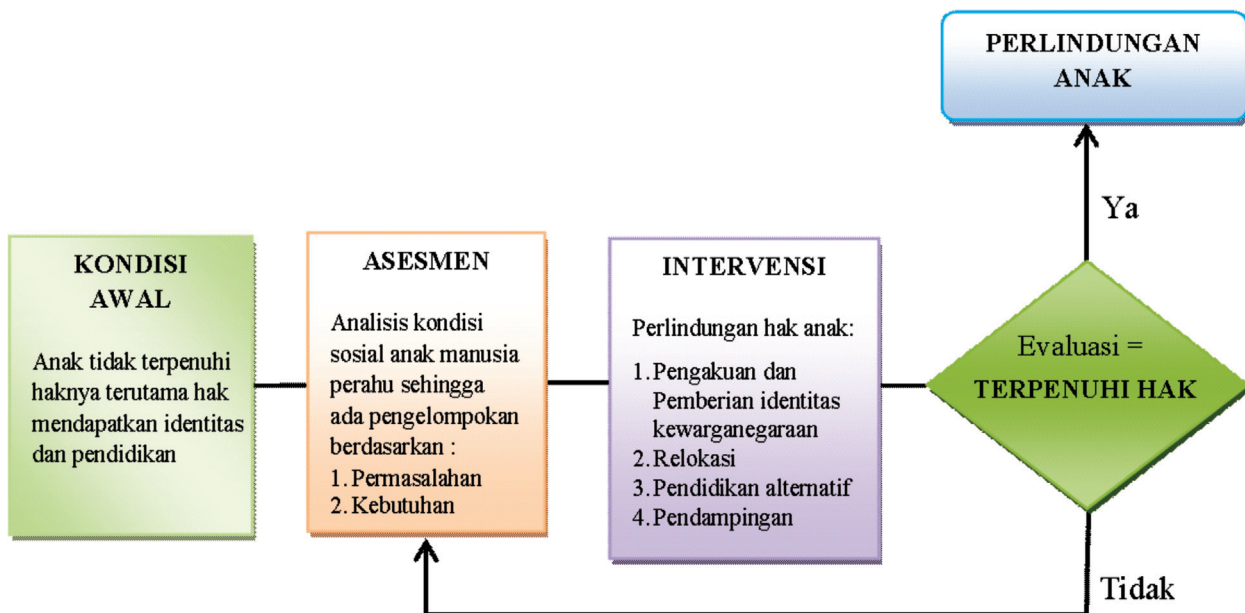 PERLINDUNGAN
ANAK
Ya
KONDISI
AWAL
Anak tidak terpenuhi
haknya terutama hak
mendapatkan identitas
dan pendidikan
ASESMEN
Analisis kondisi
sosial anak manusia
perahu sehingga
ada pengelompokan
berdasarkan :
1. Permasalahan
2. Kebutuhan
INTERVENSI
Perlindungan hak anak:
1. Pengakuan dan
Pemberian identitas
kewarganegaraan
2. Relokasi
3. Pendidikan alternatif
4. Pendampingan
Evaluasi =
TERPENUHI HAK
Tidak